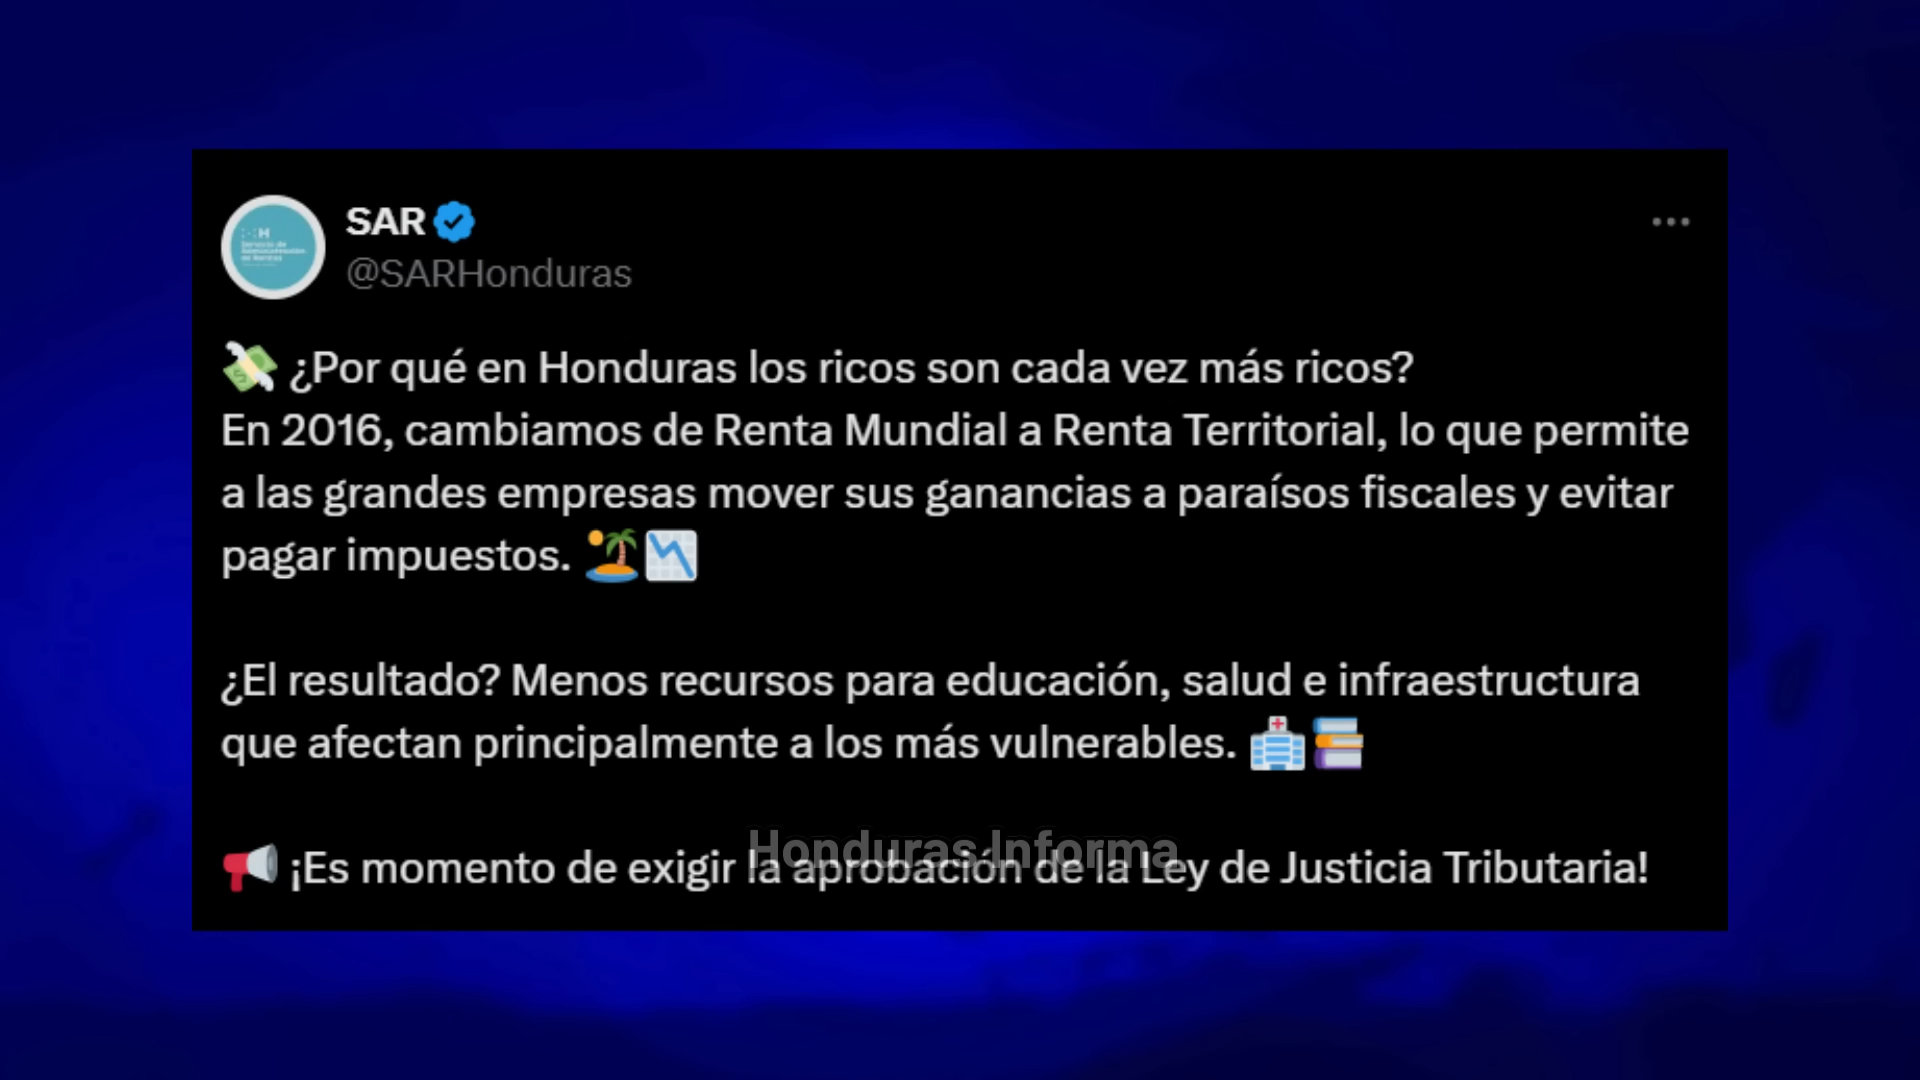 SAR
@SARHonduras
¿Por qué en Honduras los ricos son cada vez más ricos?
En 2016, cambiamos de Renta Mundial a Renta Territorial, lo que permite
a las grandes empresas mover sus ganancias a paraísos fiscales y evitar
pagar impuestos.
¿El resultado? Menos recursos para educación, salud e infraestructura
que afectan principalmente a los más vulnerables.
Honduras Informa
¡Es momento de exigir la aprobación de la Ley de Justicia Tributaria!